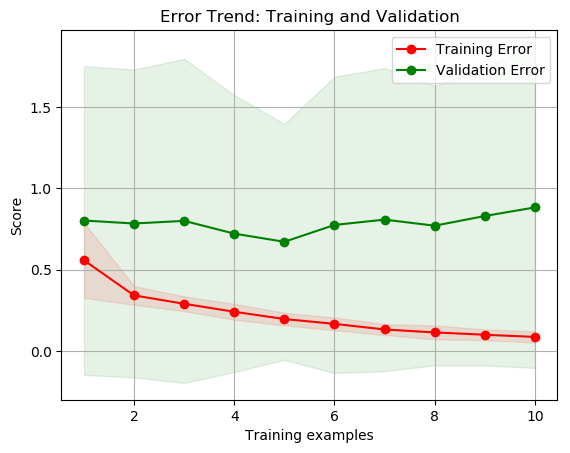 Error Trend: Training and Validation
Training Error
Validation Error
Score
1.5
1.0
0.5
0.0
2
4
6
8
10
Training examples